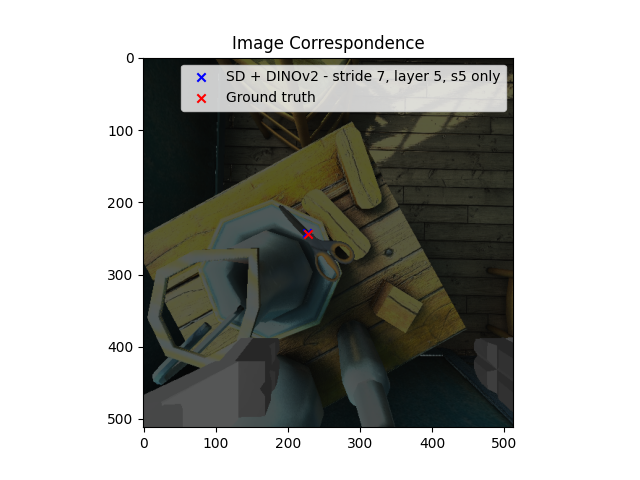 Image Correspondence
SD + DINOv2 - stride 7, layer 5, s5 only
Ground truth
0
100
200
300
400
500
0 100 200 300 400 500